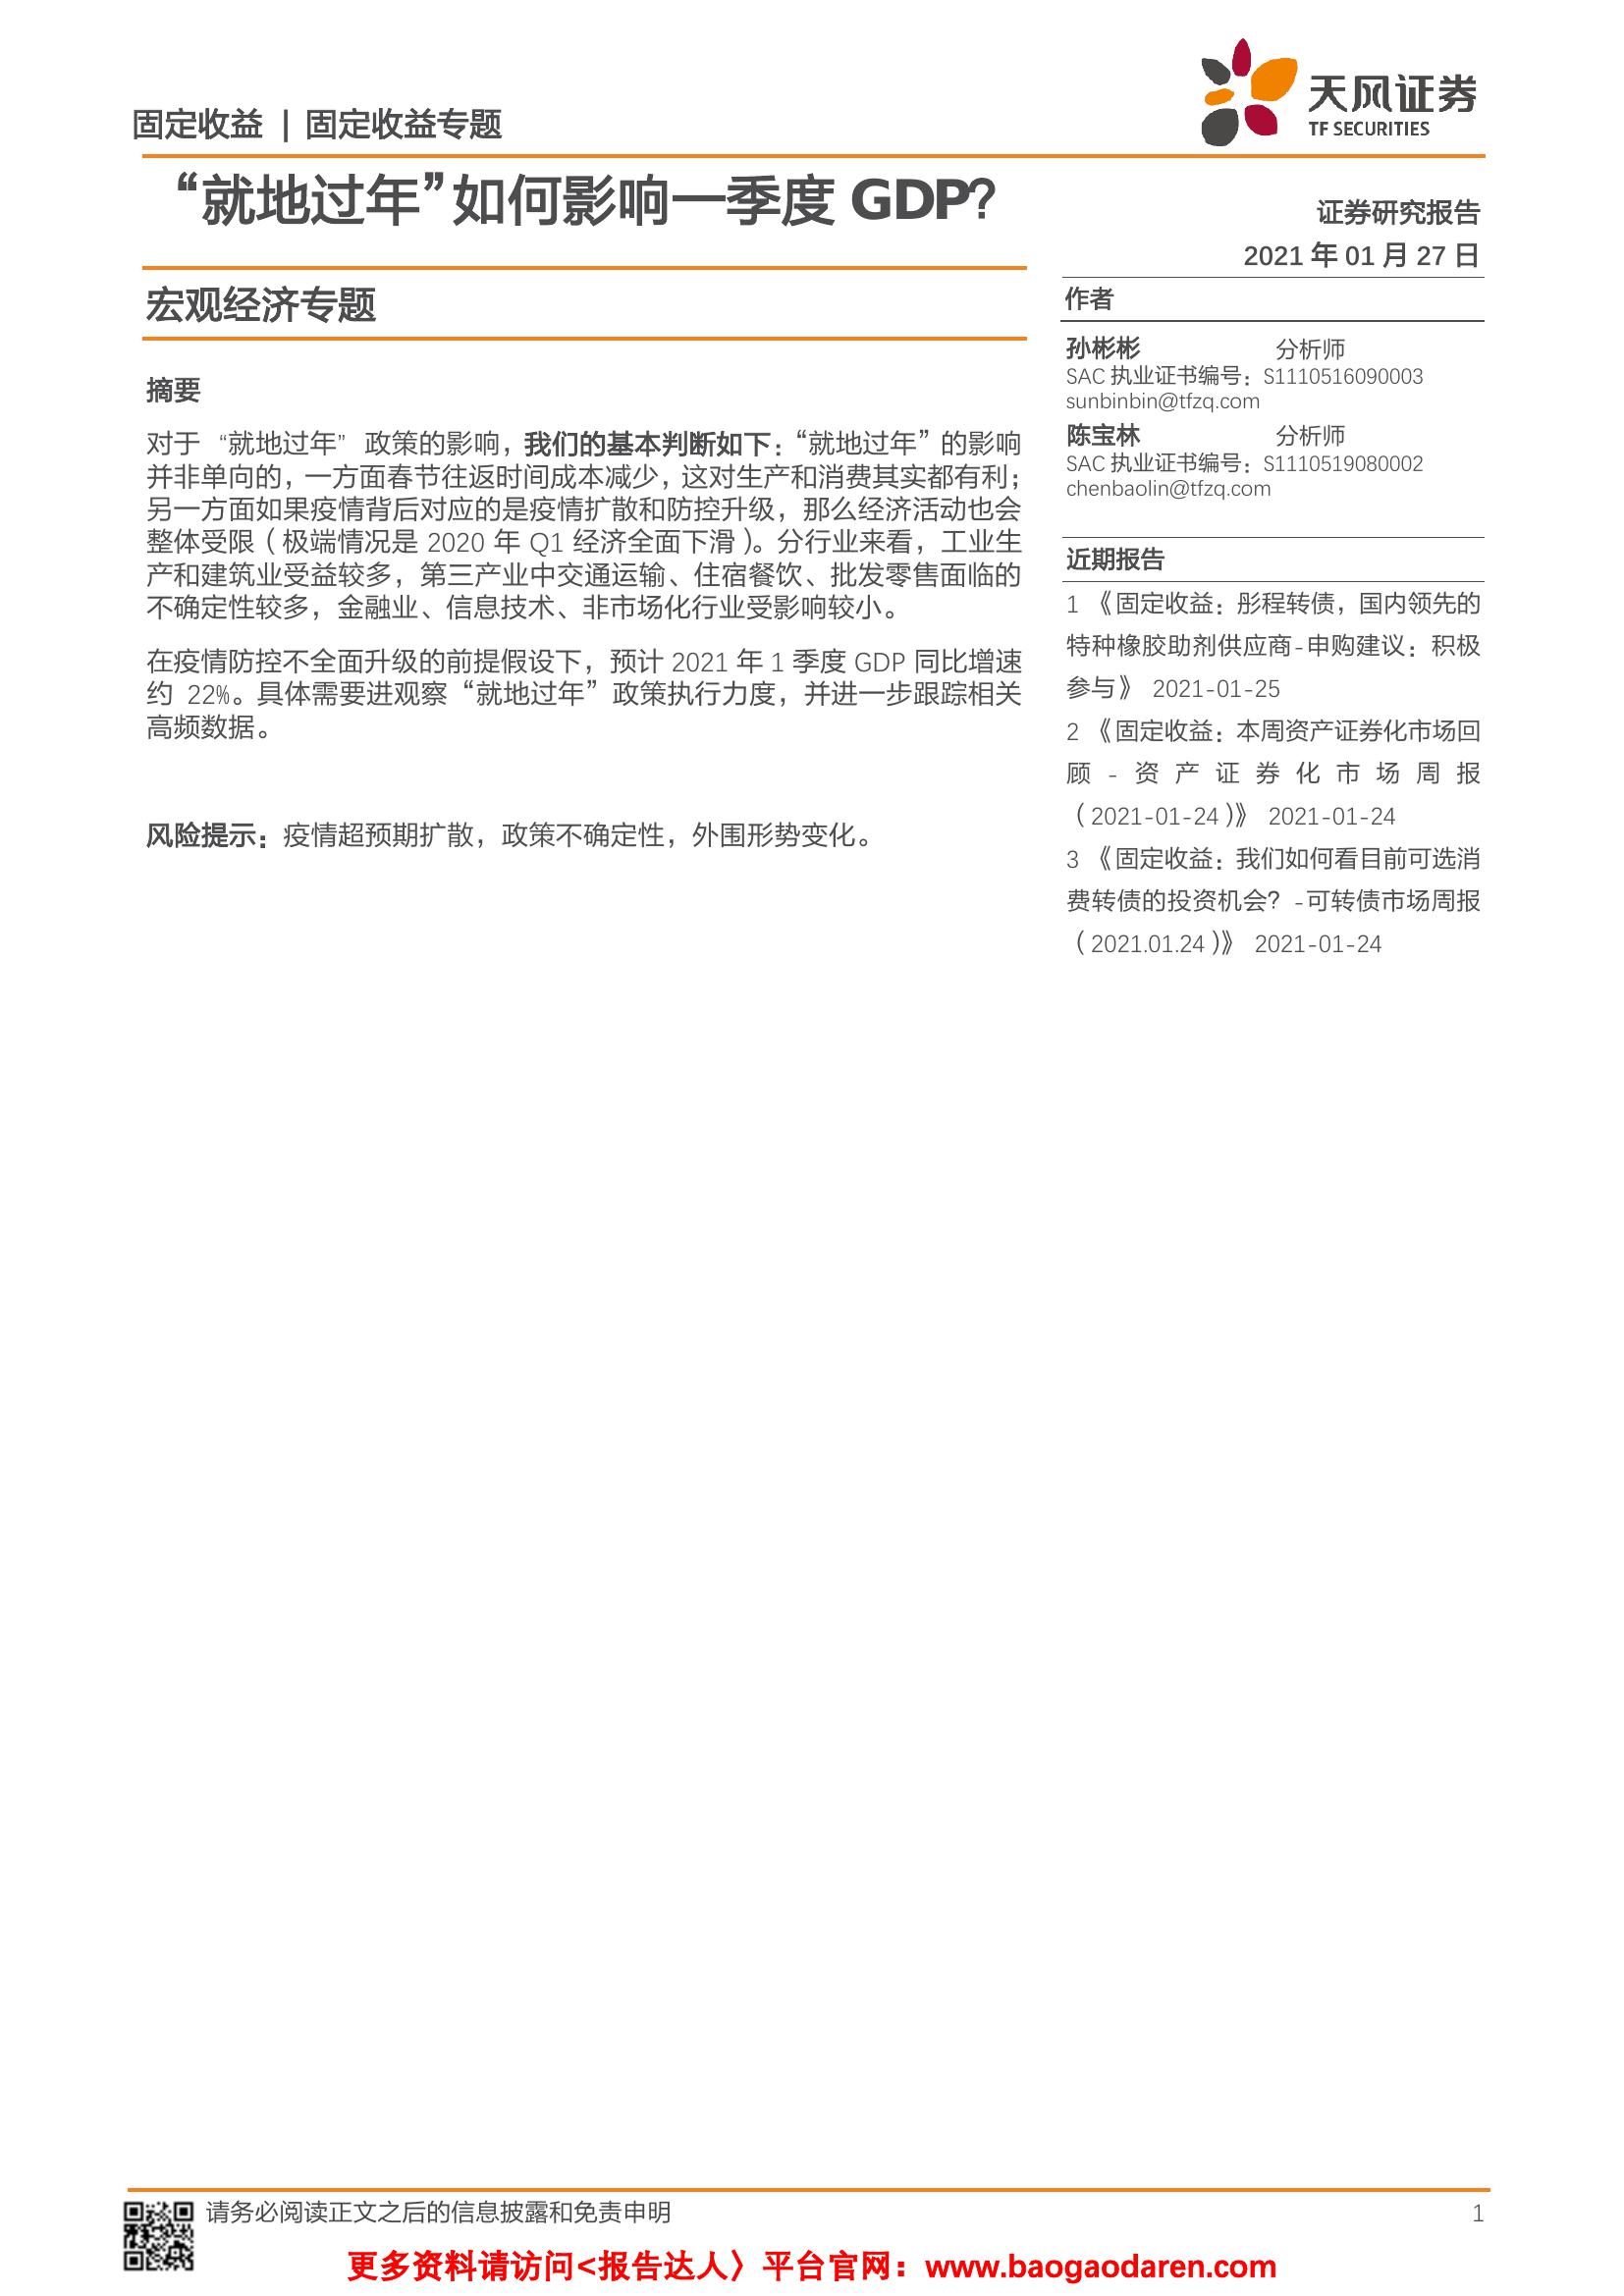 天风证券
TF SECURITIES
固定收益 | 固定收益专题
“就地过年”如何影响一季度 GDP？
宏观经济专题
摘要
对于 “就地过年” 政策的影响，我们的基本判断如下：“就地过年”的影响
并非单向的，一方面春节往返时间成本减少，这对生产和消费其实都有利；
另一方面如果疫情背后对应的是疫情扩散和防控升级，那么经济活动也会
整体受限（极端情况是 2020 年 Q1 经济全面下滑）。分行业来看，工业生
产和建筑业受益较多，第三产业中交通运输、住宿餐饮、批发零售面临的
不确定性较多，金融业、信息技术、非市场化行业受影响较小。
在疫情防控不全面升级的前提假设下，预计 2021 年 1 季度 GDP 同比增速
约 22%。具体需要进观察“就地过年”政策执行力度，并进一步跟踪相关
高频数据。
风险提示：疫情超预期扩散，政策不确定性，外围形势变化。
证券研究报告
2021 年 01 月 27 日
作者
孙彬彬 分析师
SAC 执业证书编号：S1110516090003
sunbinbin@tfzq.com
陈宝林 分析师
SAC 执业证书编号：S1110519080002
chenbaolin@tfzq.com
近期报告
1 《固定收益：彤程转债，国内领先的
特种橡胶助剂供应商-申购建议：积极
参与》 2021-01-25
2 《固定收益：本周资产证券化市场回
顾 - 资产证券化市场周报
（2021-01-24）》 2021-01-24
3 《固定收益：我们如何看目前可选消
费转债的投资机会？-可转债市场周报
（2021.01.24）》 2021-01-24
请务必阅读正文之后的信息披露和免责申明 1
更多资料请访问<报告达人〉平台官网：www.baogaodaren.com